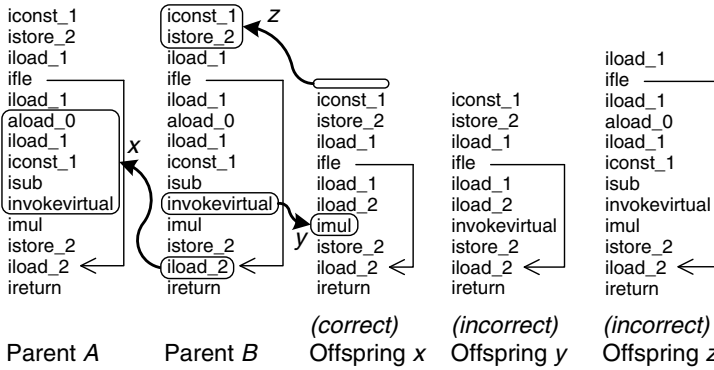 iconst_1
istore_2
iload_1
ifle
iload_1
aload_0
iload_1
iconst_1
isub
invokevirtual
imul
istore_2
iload_2
ireturn
Parent A
x
iconst_1
istore_2
iload_1
ifle
iload_1
aload_0
iload_1
iconst_1
isub
invokevirtual
imul
istore_2
iload_2
ireturn
Parent B
z
y
iconst_1
istore_2
iload_1
ifle
iload_1
iload_2
imul
istore_2
iload_2
ireturn
(correct)
Offspring x
iconst_1
istore_2
iload_1
ifle
iload_1
iload_2
invokevirtual
istore_2
iload_2
ireturn
(incorrect)
Offspring y
iload_1
ifle
iload_1
aload_0
iload_1
iconst_1
isub
invokevirtual
imul
istore_2
iload_2
ireturn
(incorrect)
Offspring z